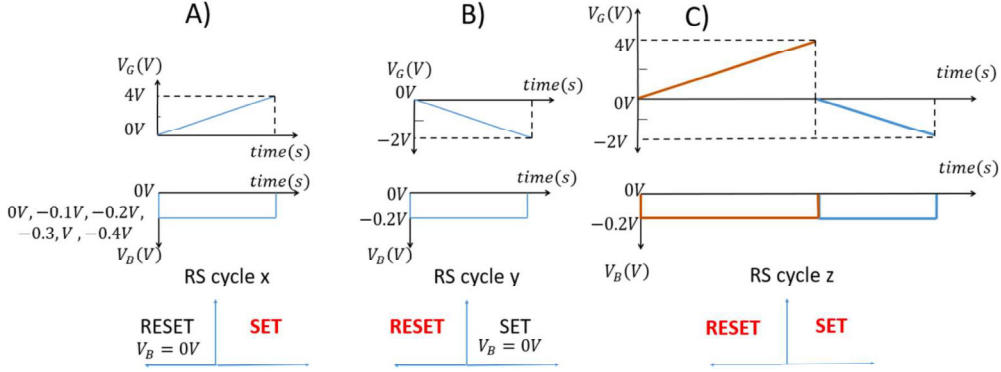 A)
V_G(V)
4V
0V
time(s)
0V
time(s)
0V, −0.1V, −0.2V,
−0.3,V , −0.4V
V_B(V)
RS cycle x
RESET
V_B = 0V
SET
B)
V_G(V)
0V
time(s)
−2V
0V
time(s)
−0.2V
V_B(V)
RS cycle y
RESET
SET
V_B = 0V
C)
V_G(V)
4V
time(s)
0V
−2V
0V
time(s)
−0.2V
V_B(V)
RS cycle z
RESET
SET